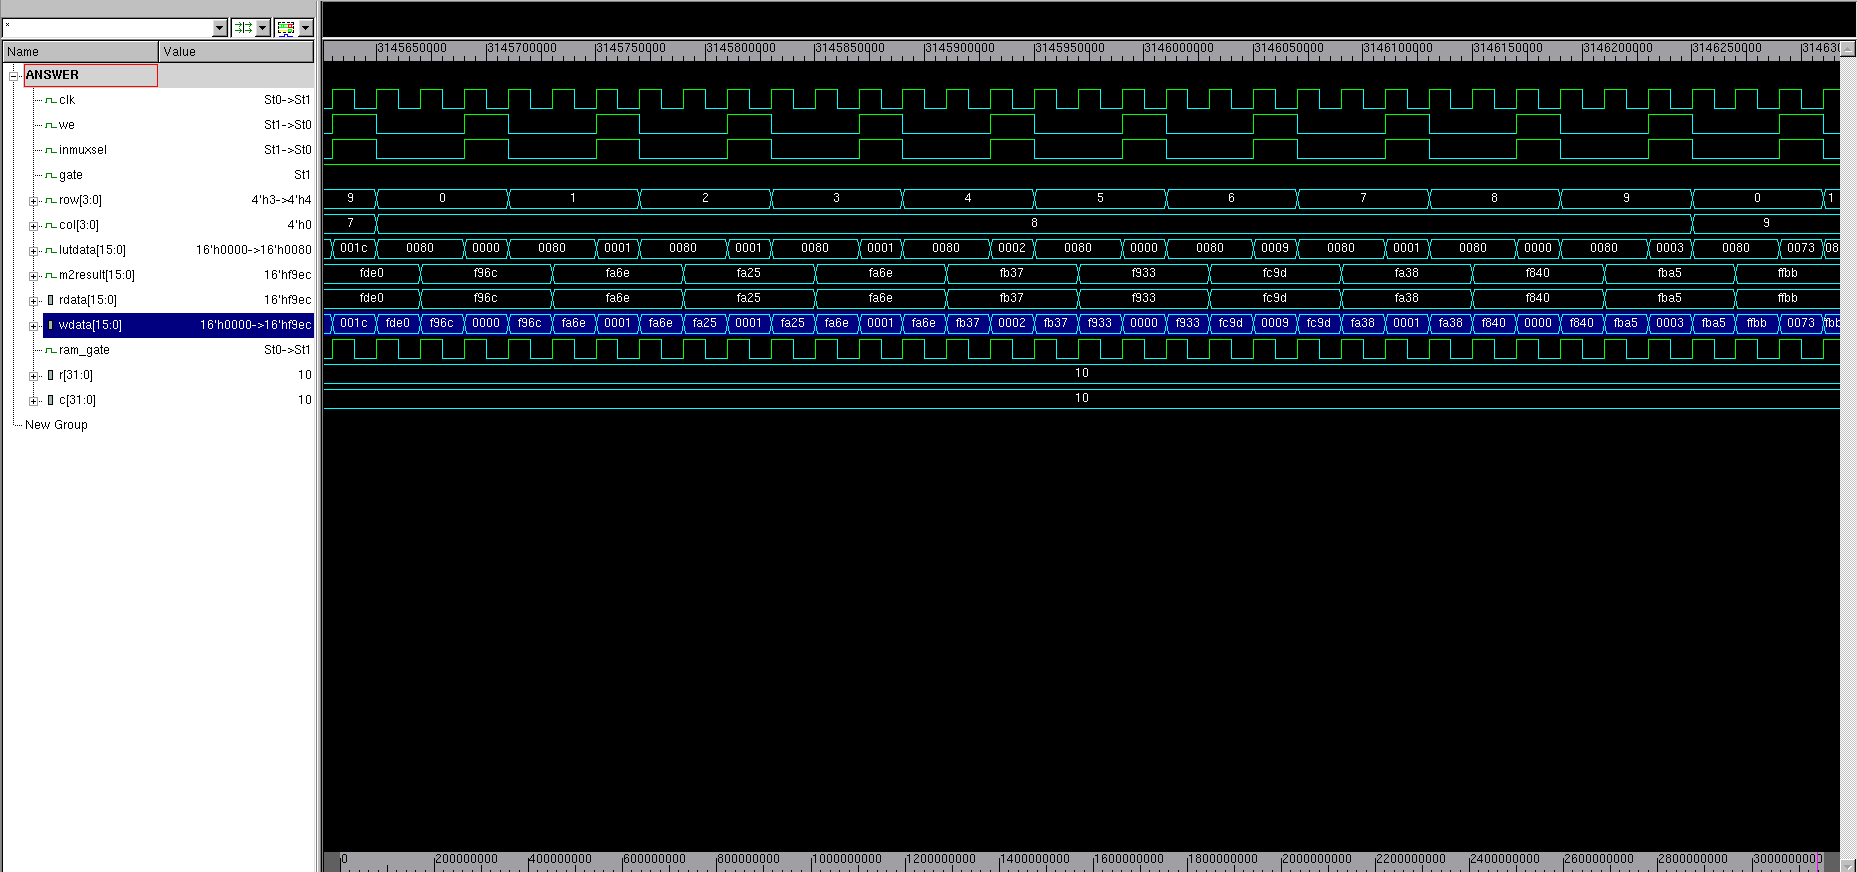 *
Name Value
3145650000 3145700000 3145750000 3145800000 3145850000 3145900000 3145950000 3146000000 3146050000 3146100000 3146150000 3146200000 3146250000 314630
ANSWER
clk St0->St1
we St1->St0
inmuxsel St1->St0
gate St1
row[3:0] 4'h3->4'h4 9 0 1 2 3 4 5 6 7 8 9 0 1
col[3:0] 4'h0 7 8 9
lutdata[15:0] 16'h0000->16'h0080 001c 0080 0000 0080 0001 0080 0001 0080 0001 0080 0002 0080 0000 0080 0009 0080 0001 0080 0000 0080 0003 0080 0073 08
m2result[15:0] 16'hf9ec fde0 f96c fa6e fa25 fa6e fb37 f933 fc9d fa38 f840 fba5 ffbb
rdata[15:0] 16'hf9ec fde0 f96c fa6e fa25 fa6e fb37 f933 fc9d fa38 f840 fba5 ffbb
wdata[15:0] 16'h0000->16'hf9ec 001c fde0 f96c 0000 f96c fa6e 0001 fa6e fa25 0001 fa25 fa6e 0001 fa6e fb37 0002 fb37 f933 0000 f933 fc9d 0009 fc9d fa38 0001 fa38 f840 0000 f840 fba5 0003 fba5 ffbb 0073 fbb
ram_gate St0->St1
r[31:0] 10 10
c[31:0] 10 10
New Group
0 200000000 400000000 600000000 800000000 1000000000 1200000000 1400000000 1600000000 1800000000 2000000000 2200000000 2400000000 2600000000 2800000000 3000000000